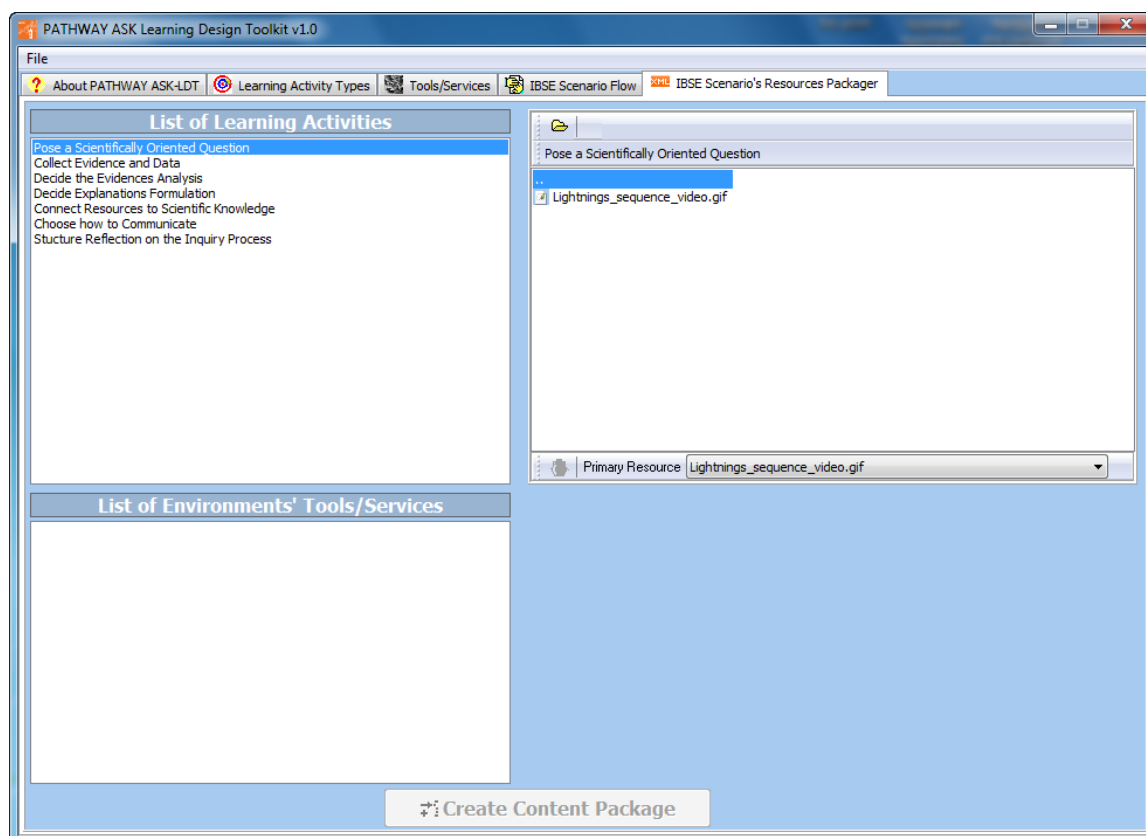 PATHWAY ASK Learning Design Toolkit v1.0
File
? About PATHWAY ASK-LDT Learning Activity Types Tools/Services IBSE Scenario Flow XML IBSE Scenario's Resources Packager
List of Learning Activities
Pose a Scientifically Oriented Question
Collect Evidence and Data
Decide the Evidences Analysis
Decide Explanations Formulation
Connect Resources to Scientific Knowledge
Choose how to Communicate
Stucture Reflection on the Inquiry Process
Pose a Scientifically Oriented Question
..
Lightnings_sequence_video.gif
Primary Resource Lightnings_sequence_video.gif
List of Environments' Tools/Services
Create Content Package